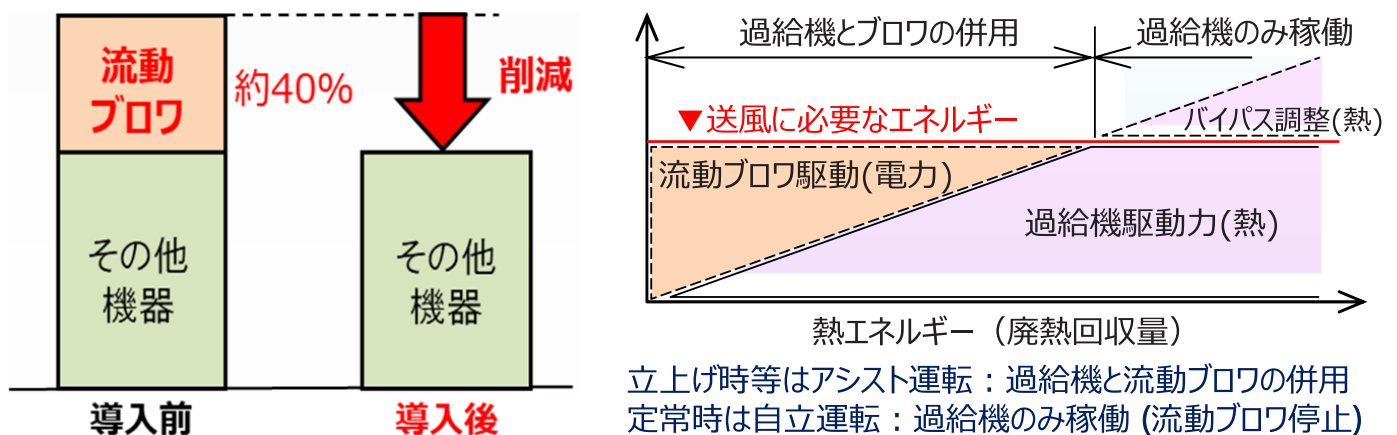 流動
ブロワ
約40%
削減
その他
機器
その他
機器
導入前
導入後
過給機とブロワの併用
過給機のみ稼働
▼送風に必要なエネルギー
バイパス調整(熱)
流動ブロワ駆動(電力)
過給機駆動力(熱)
熱エネルギー（廃熱回収量）
立上げ時等はアシスト運転：過給機と流動ブロワの併用
定常時は自立運転：過給機のみ稼働 (流動ブロワ停止)